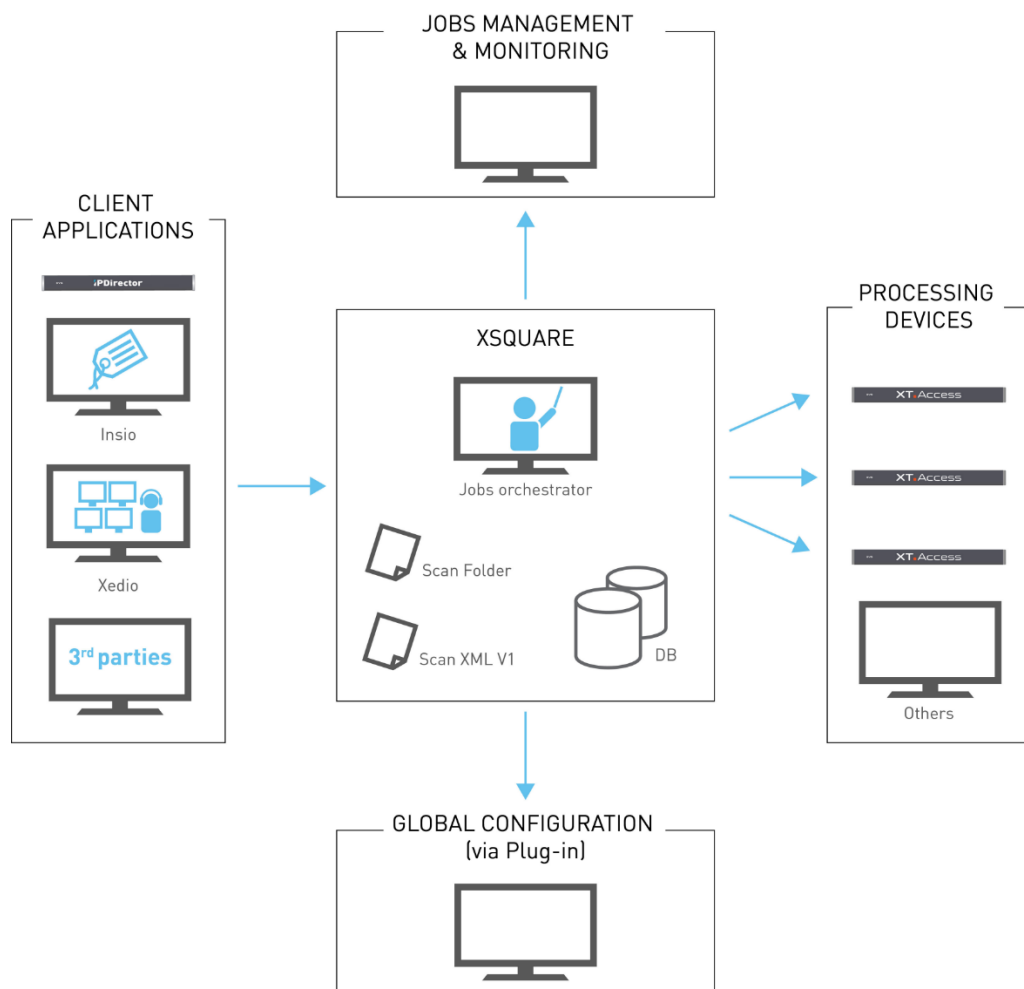 JOBS MANAGEMENT
& MONITORING
CLIENT
APPLICATIONS
iPDirector
Insio
Xedio
3rd parties
XSQUARE
Jobs orchestrator
Scan Folder
Scan XML V1
DB
PROCESSING
DEVICES
XT.Access
XT.Access
XT.Access
Others
GLOBAL CONFIGURATION
(via Plug-in)